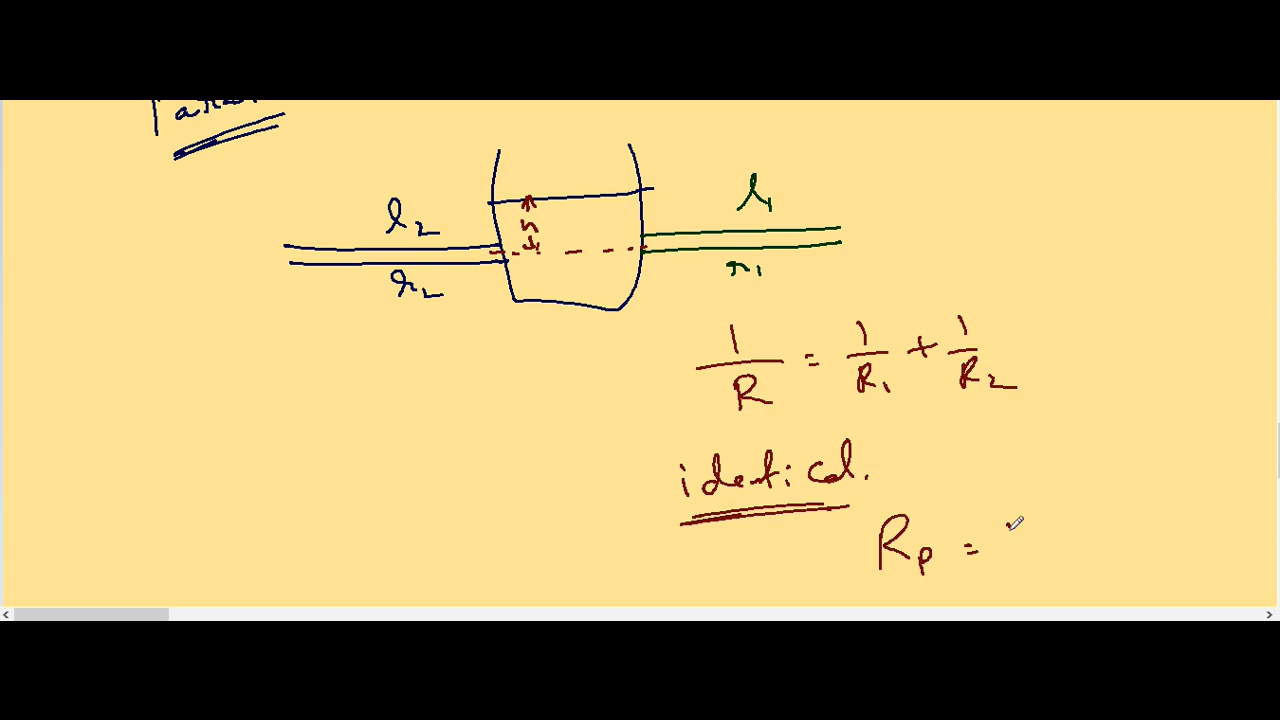 l₂
r₂
h
l₁
r₁
1/R = 1/R₁ + 1/R₂
identical.
Rₚ =